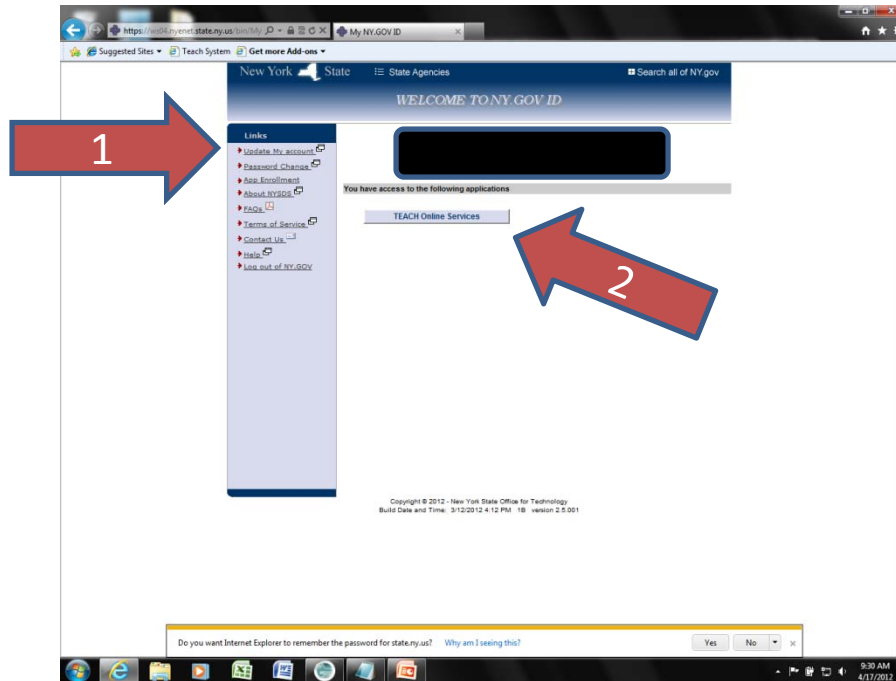 https://ws04.nyenet.state.ny.us/bin/My
My NY.GOV ID
Suggested Sites
Teach System
Get more Add-ons
New York State
State Agencies
Search all of NY.gov
WELCOME TO NY.GOV ID
1
Links
Update My account
Password Change
App Enrollment
About NYSDS
FAQs
Terms of Service
Contact Us
Help
Log out of NY.GOV
You have access to the following applications
TEACH Online Services
2
Copyright © 2012 - New York State Office for Technology
Build Date and Time: 3/12/2012 4:12 PM 1B version 2.5.001
Do you want Internet Explorer to remember the password for state.ny.us? Why am I seeing this? Yes No
9:30 AM
4/17/2012